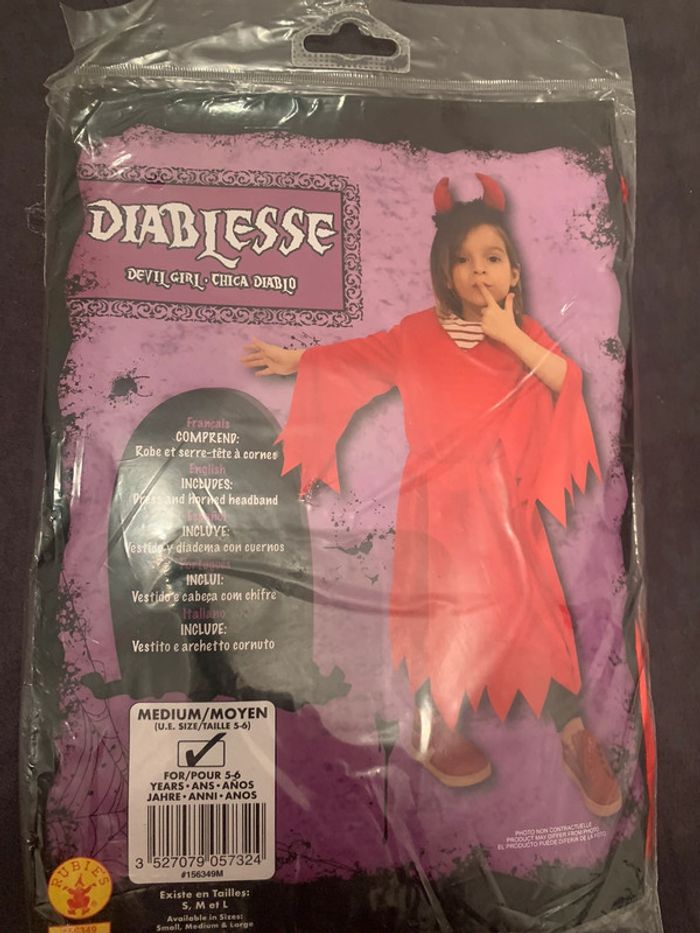 DIABLESSE
DEVIL GIRL • CHICA DIABLO
Français
COMPREND:
Robe et serre-tête à cornes
English
INCLUDES:
Dress and horned headband
Español
INCLUYE:
Vestido y diadema con cuernos
Português
INCLUI:
Vestido e cabeça com chifre
Italiano
INCLUDE:
Vestito e archetto cornuto
MEDIUM/MOYEN
(U.E. SIZE/TAILLE 5-6)
FOR/POUR 5-6
YEARS • ANS • AÑOS
JAHRE • ANNI • ANOS
3 527079 057324
#156349M
RUBIE'S
156349
Existe en Tailles:
S, M et L
Available in Sizes:
Small, Medium & Large
PHOTO NON CONTRACTUELLE
PRODUCT MAY DIFFER FROM PHOTO
EL PRODUCTO PUEDE DIFERIR DE LA FOTO